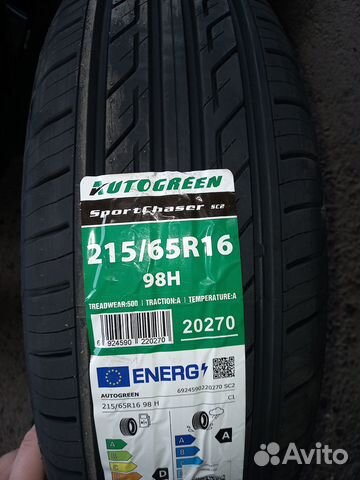 AUTOGREEN
SportChaser SC2
215/65R16
98H
TREADWEAR:500 | TRACTION:A | TEMPERATURE:A
6 924590 220270
20270
ENERG
AUTOGREEN
6924590220270 SC2
215/65R16 98 H
C1
A
B
A
B
A
D
Avito